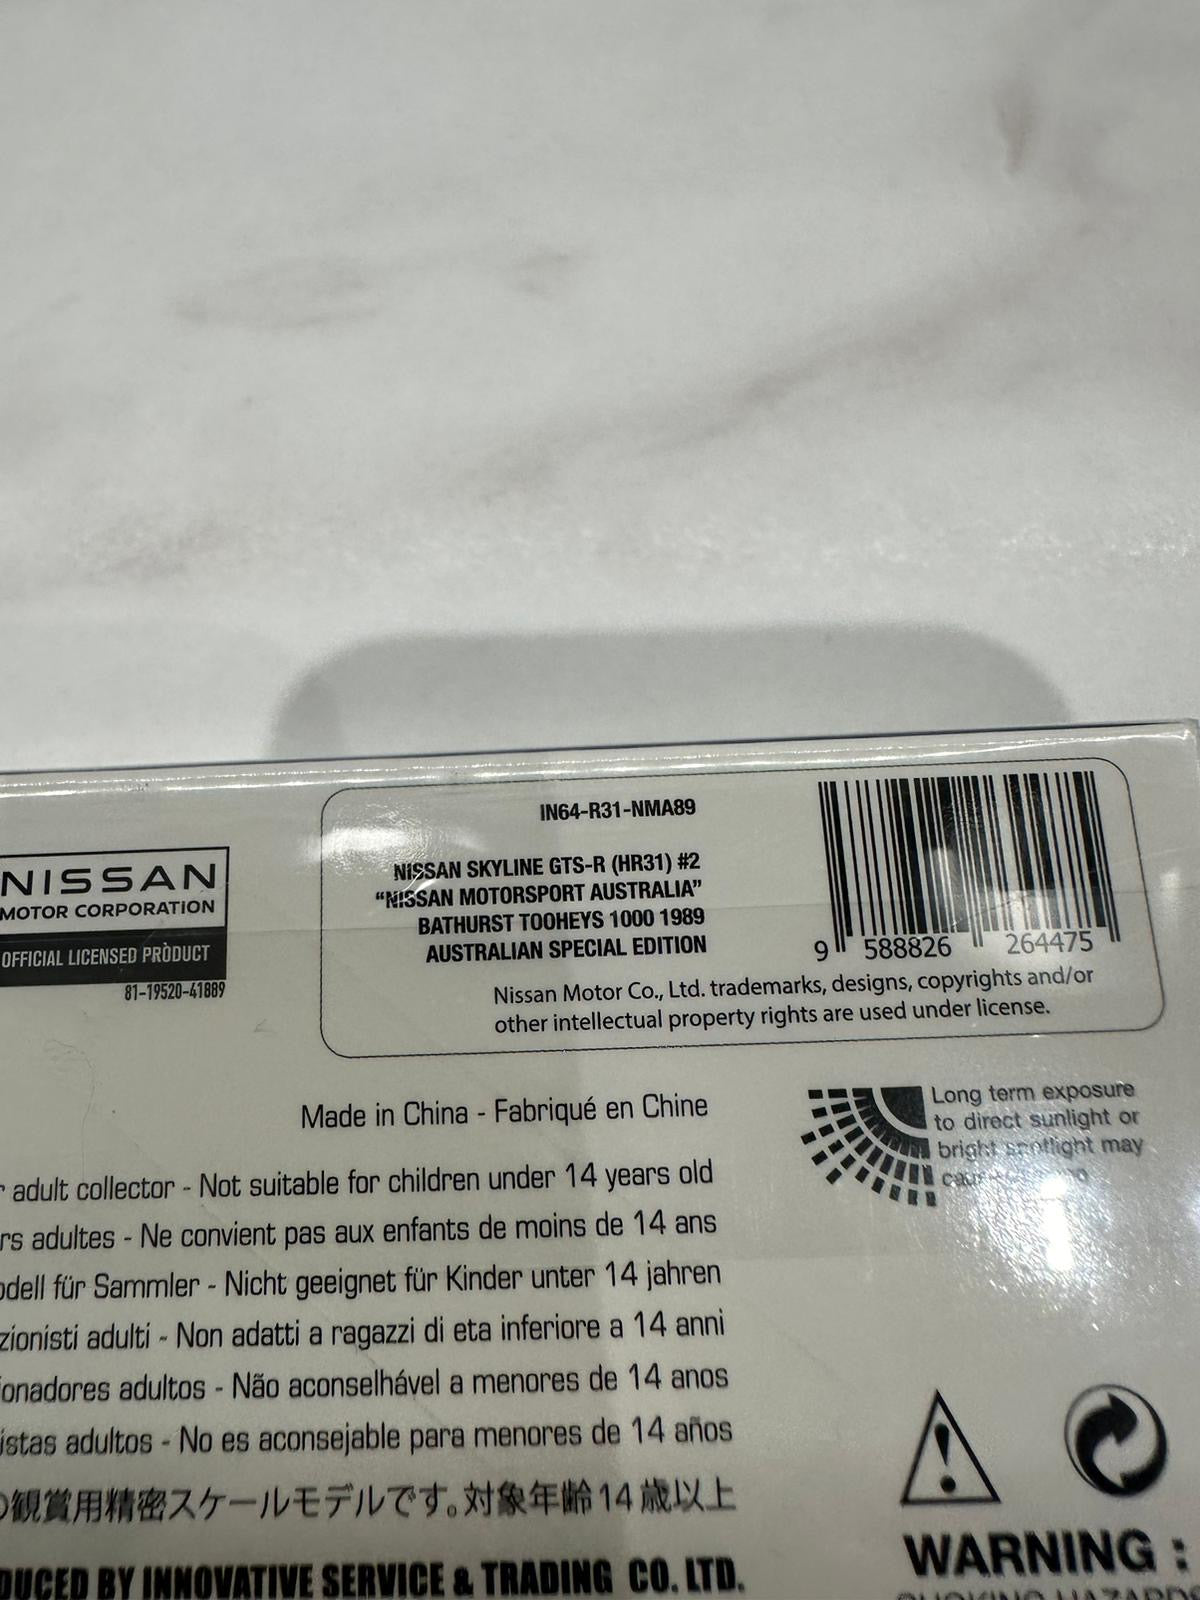 IN64-R31-NMA89
NISSAN SKYLINE GTS-R (HR31) #2
"NISSAN MOTORSPORT AUSTRALIA"
BATHURST TOOHEYS 1000 1989
AUSTRALIAN SPECIAL EDITION
9 588826 264475
Nissan Motor Co., Ltd. trademarks, designs, copyrights and/or
other intellectual property rights are used under license.
NISSAN
MOTOR CORPORATION
OFFICIAL LICENSED PRODUCT
81-19520-41889
Made in China - Fabriqué en Chine
Long term exposure
to direct sunlight or
bright spotlight may
adult collector - Not suitable for children under 14 years old
adultes - Ne convient pas aux enfants de moins de 14 ans
für Sammler - Nicht geeignet für Kinder unter 14 jahren
adulti - Non adatti a ragazzi di eta inferiore a 14 anni
adultos - Não aconselhável a menores de 14 anos
adultos - No es aconsejable para menores de 14 años
観賞用精密スケールモデルです。対象年齢14歳以上
BY INNOVATIVE SERVICE & TRADING CO. LTD.
WARNING :